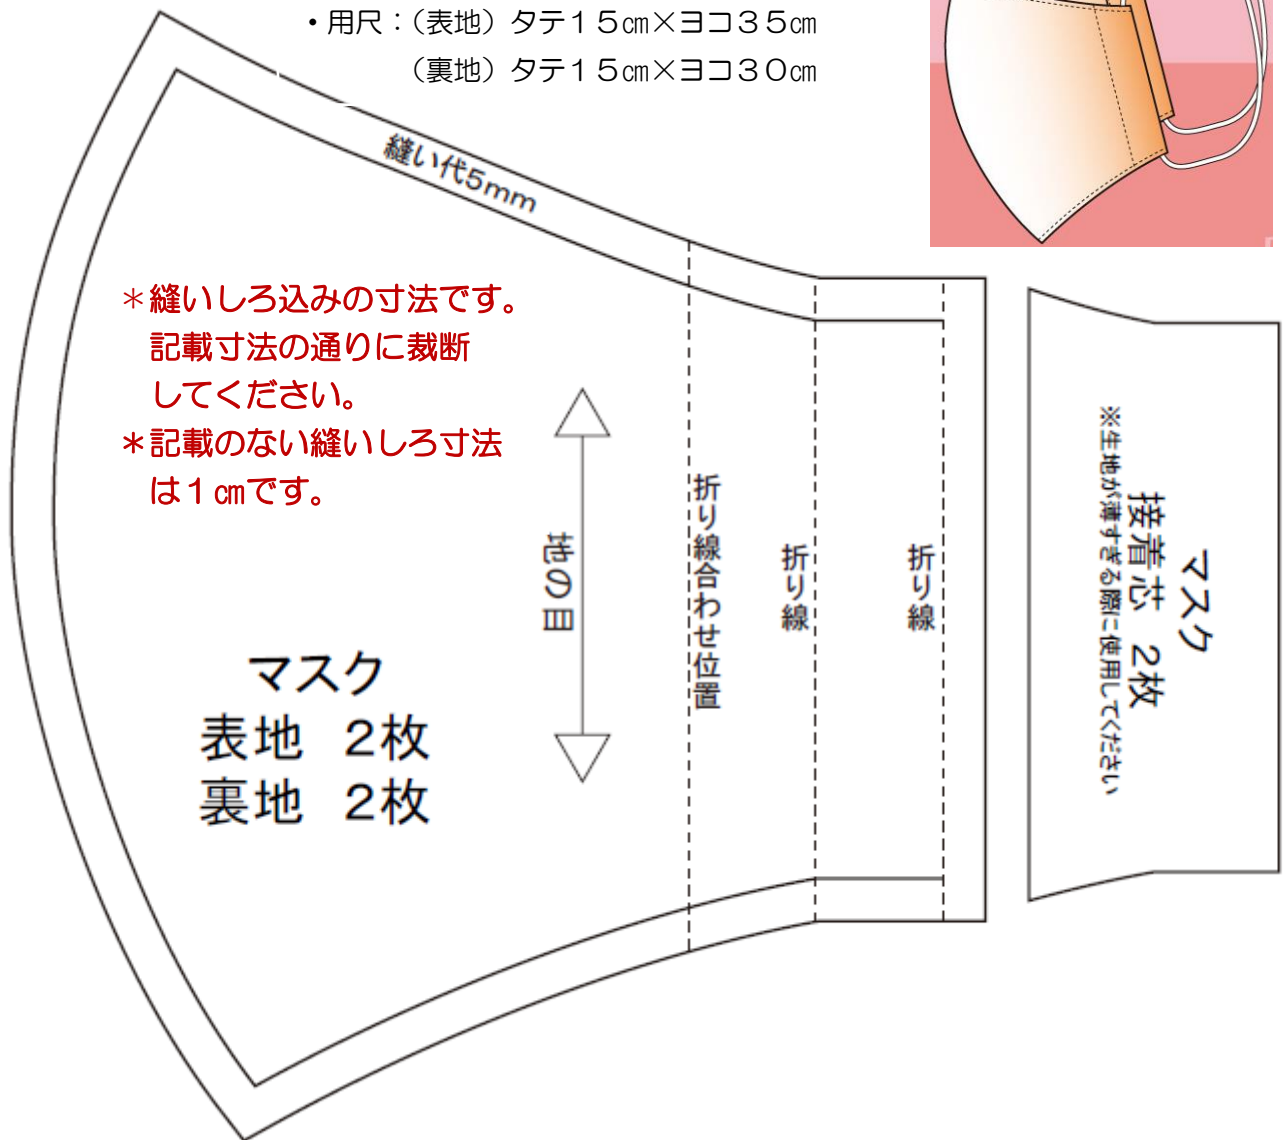 ・用尺：（表地）タテ１５㎝×ヨコ３５㎝
（裏地）タテ１５㎝×ヨコ３０㎝
縫い代5mm
＊縫いしろ込みの寸法です。
記載寸法の通りに裁断
してください。
＊記載のない縫いしろ寸法
は１㎝です。
地の目
折り線合わせ位置
折り線
折り線
マスク
表地　2枚
裏地　2枚
マスク
接着芯　2枚
※生地が薄すぎる際に使用してください